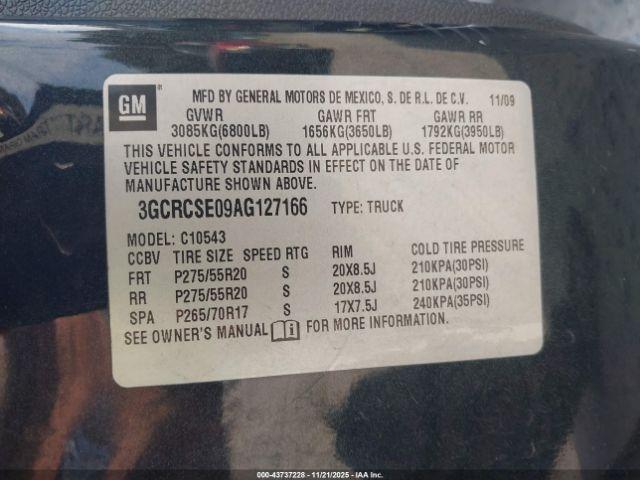 GM
MFD BY GENERAL MOTORS DE MEXICO, S. DE R.L. DE C.V. 11/09
GVWR GAWR FRT GAWR RR
3085KG(6800LB) 1656KG(3650LB) 1792KG(3950LB)
THIS VEHICLE CONFORMS TO ALL APPLICABLE U.S. FEDERAL MOTOR
VEHICLE SAFETY STANDARDS IN EFFECT ON THE DATE OF
MANUFACTURE SHOWN ABOVE.
3GCRCSE09AG127166 TYPE: TRUCK
MODEL: C10543
CCBV TIRE SIZE SPEED RTG RIM COLD TIRE PRESSURE
FRT P275/55R20 S 20X8.5J 210KPA(30PSI)
RR P275/55R20 S 20X8.5J 210KPA(30PSI)
SPA P265/70R17 S 17X7.5J 240KPA(35PSI)
SEE OWNER'S MANUAL FOR MORE INFORMATION.
000-43737228 - 11/21/2025 - IAA, Inc.